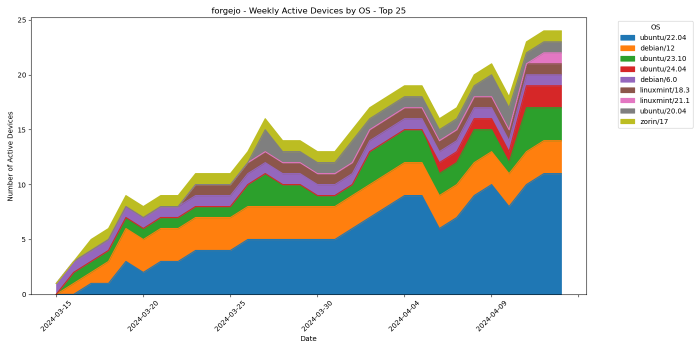 forgejo - Weekly Active Devices by OS - Top 25
25
20
15
10
5
0
Number of Active Devices
2024-03-15
2024-03-20
2024-03-25
2024-03-30
2024-04-04
2024-04-09
Date
OS
ubuntu/22.04
debian/12
ubuntu/23.10
ubuntu/24.04
debian/6.0
linuxmint/18.3
linuxmint/21.1
ubuntu/20.04
zorin/17